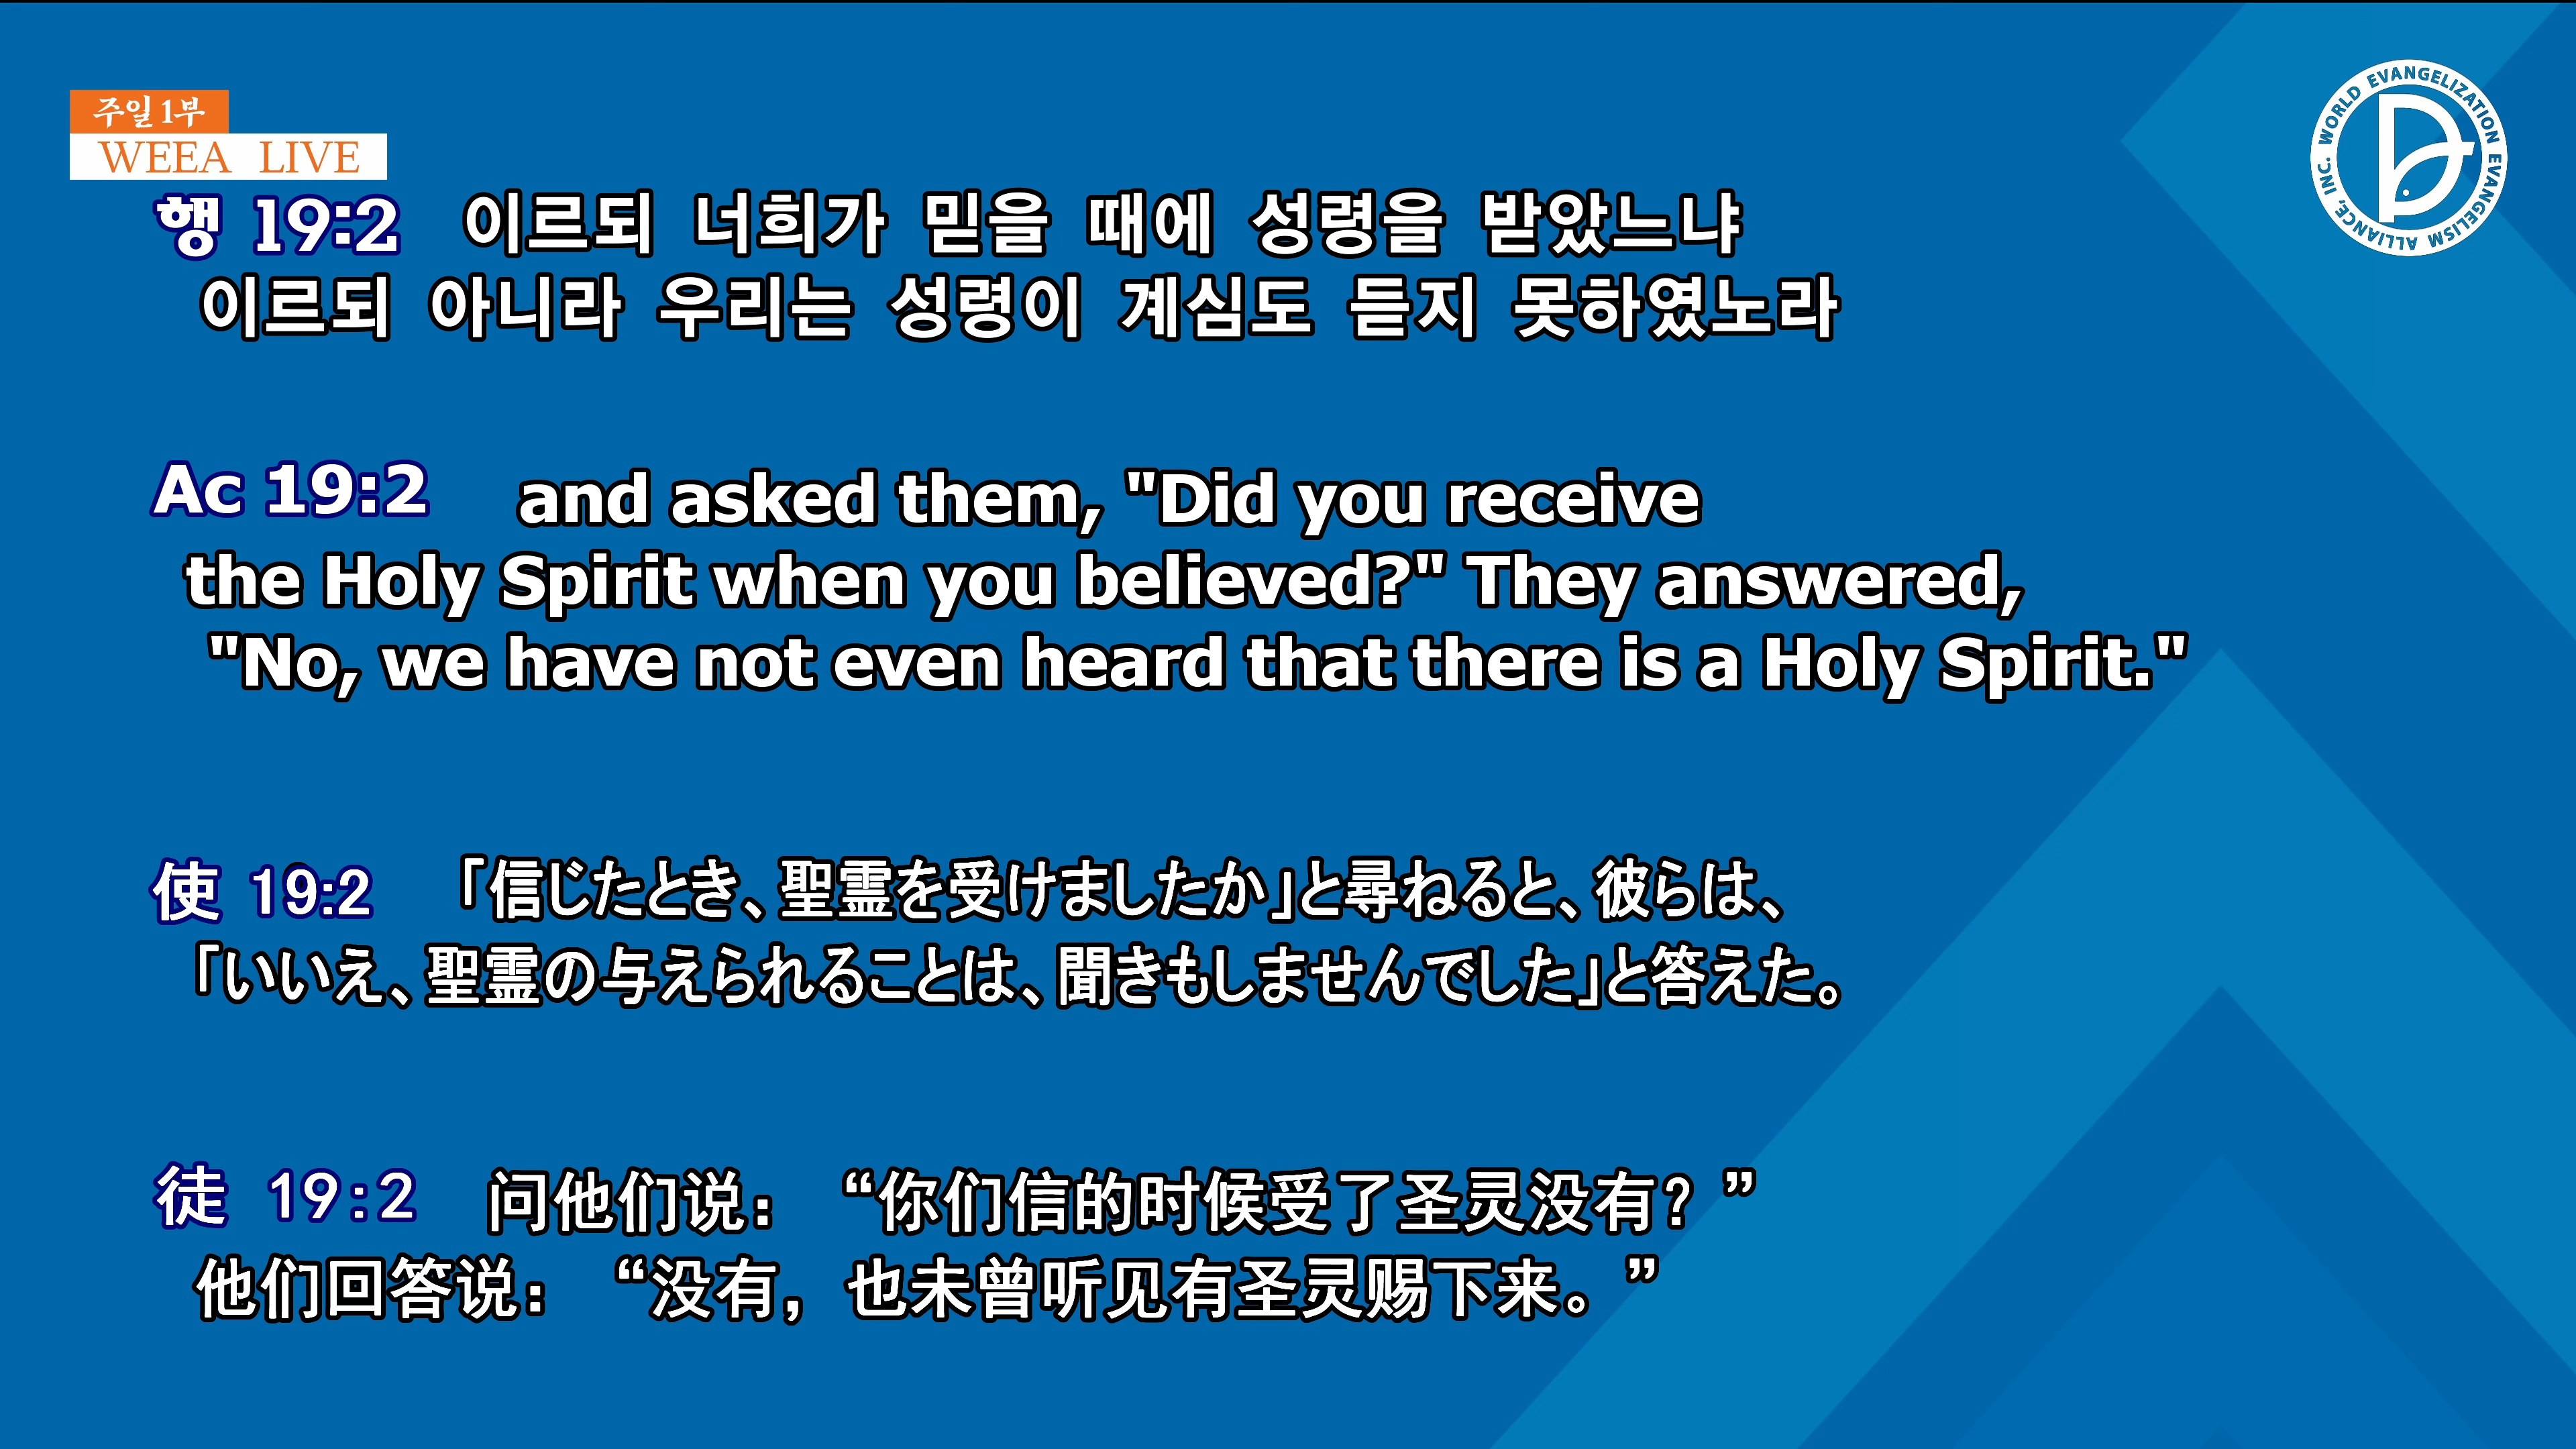 주일 1부
WEEA LIVE
WORLD EVANGELIZATION EVANGELISM ALLIANCE, INC.
행 19:2 이르되 너희가 믿을 때에 성령을 받았느냐
이르되 아니라 우리는 성령이 계심도 듣지 못하였노라
Ac 19:2 and asked them, "Did you receive
the Holy Spirit when you believed?" They answered,
"No, we have not even heard that there is a Holy Spirit."
使 19:2 「信じたとき、聖霊を受けましたか」と尋ねると、彼らは、
「いいえ、聖霊の与えられることは、聞きもしませんでした」と答えた。
徒 19:2 问他们说：“你们信的时候受了圣灵没有？”
他们回答说：“没有，也未曾听见有圣灵赐下来。”